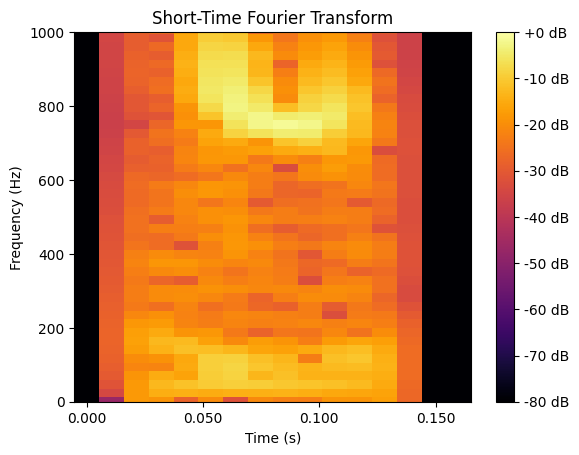 Short-Time Fourier Transform
1000
800
600
400
200
0
Frequency (Hz)
0.000
0.050
0.100
0.150
Time (s)
+0 dB
-10 dB
-20 dB
-30 dB
-40 dB
-50 dB
-60 dB
-70 dB
-80 dB